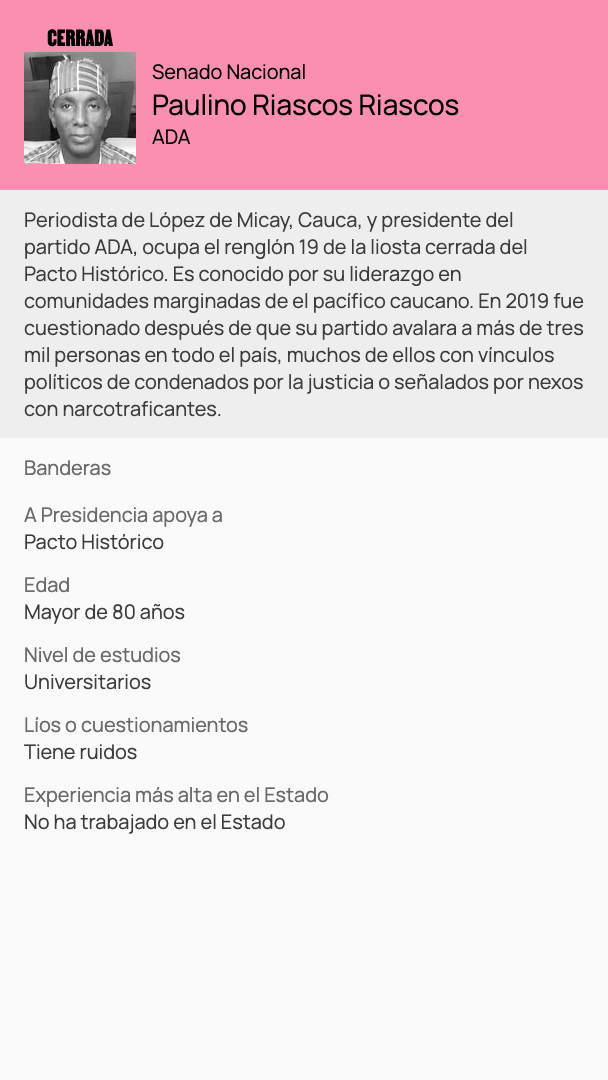 CERRADA
Senado Nacional
Paulino Riascos Riascos
ADA
Periodista de López de Micay, Cauca, y presidente del
partido ADA, ocupa el renglón 19 de la liosta cerrada del
Pacto Histórico. Es conocido por su liderazgo en
comunidades marginadas de el pacífico caucano. En 2019 fue
cuestionado después de que su partido avalara a más de tres
mil personas en todo el país, muchos de ellos con vínculos
políticos de condenados por la justicia o señalados por nexos
con narcotraficantes.
Banderas
A Presidencia apoya a
Pacto Histórico
Edad
Mayor de 80 años
Nivel de estudios
Universitarios
Líos o cuestionamientos
Tiene ruidos
Experiencia más alta en el Estado
No ha trabajado en el Estado